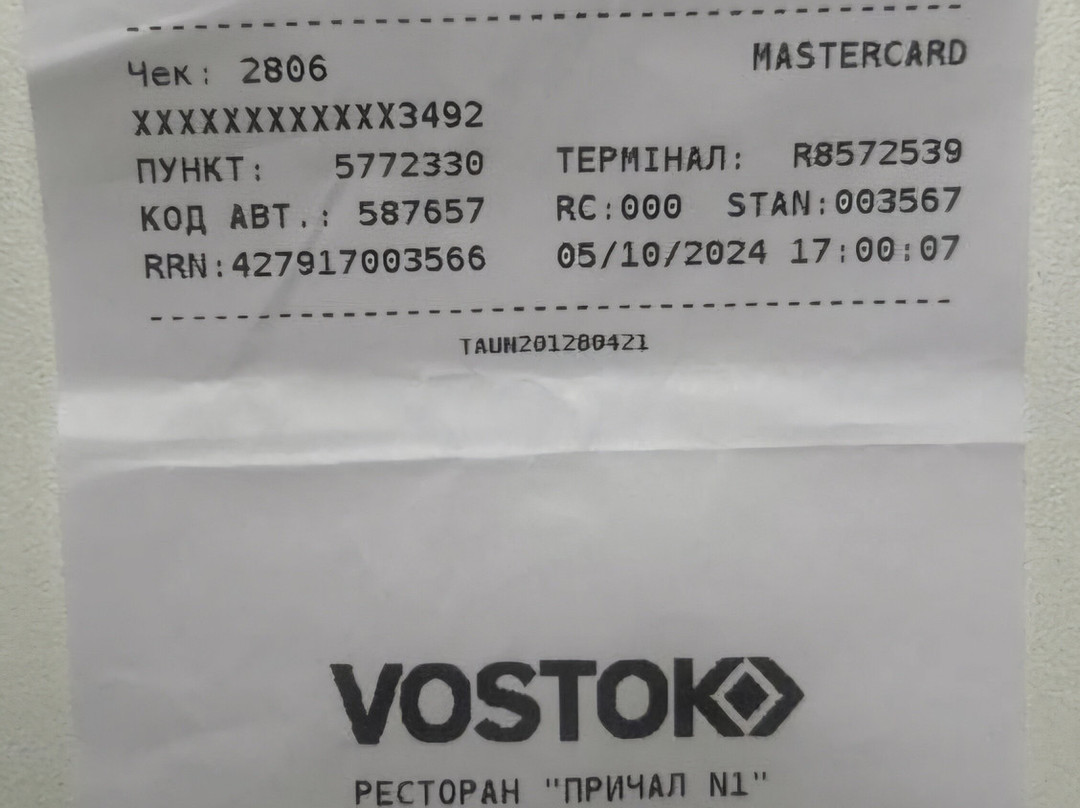 Чек: 2806 MASTERCARD
XXXXXXXXXXXX3492
ПУНКТ: 5772330 ТЕРМІНАЛ: R8572539
КОД АВТ.: 587657 RC:000 STAN:003567
RRN:427917003566 05/10/2024 17:00:07
TAUN201280421
VOSTOK
РЕСТОРАН "ПРИЧАЛ N1"